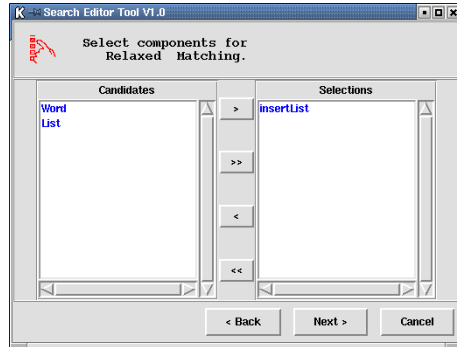 K Search Editor Tool V1.0
Select components for
Relaxed Matching.
Candidates
Selections
Word
List
insertList
>
>>
<
<<
< Back
Next >
Cancel